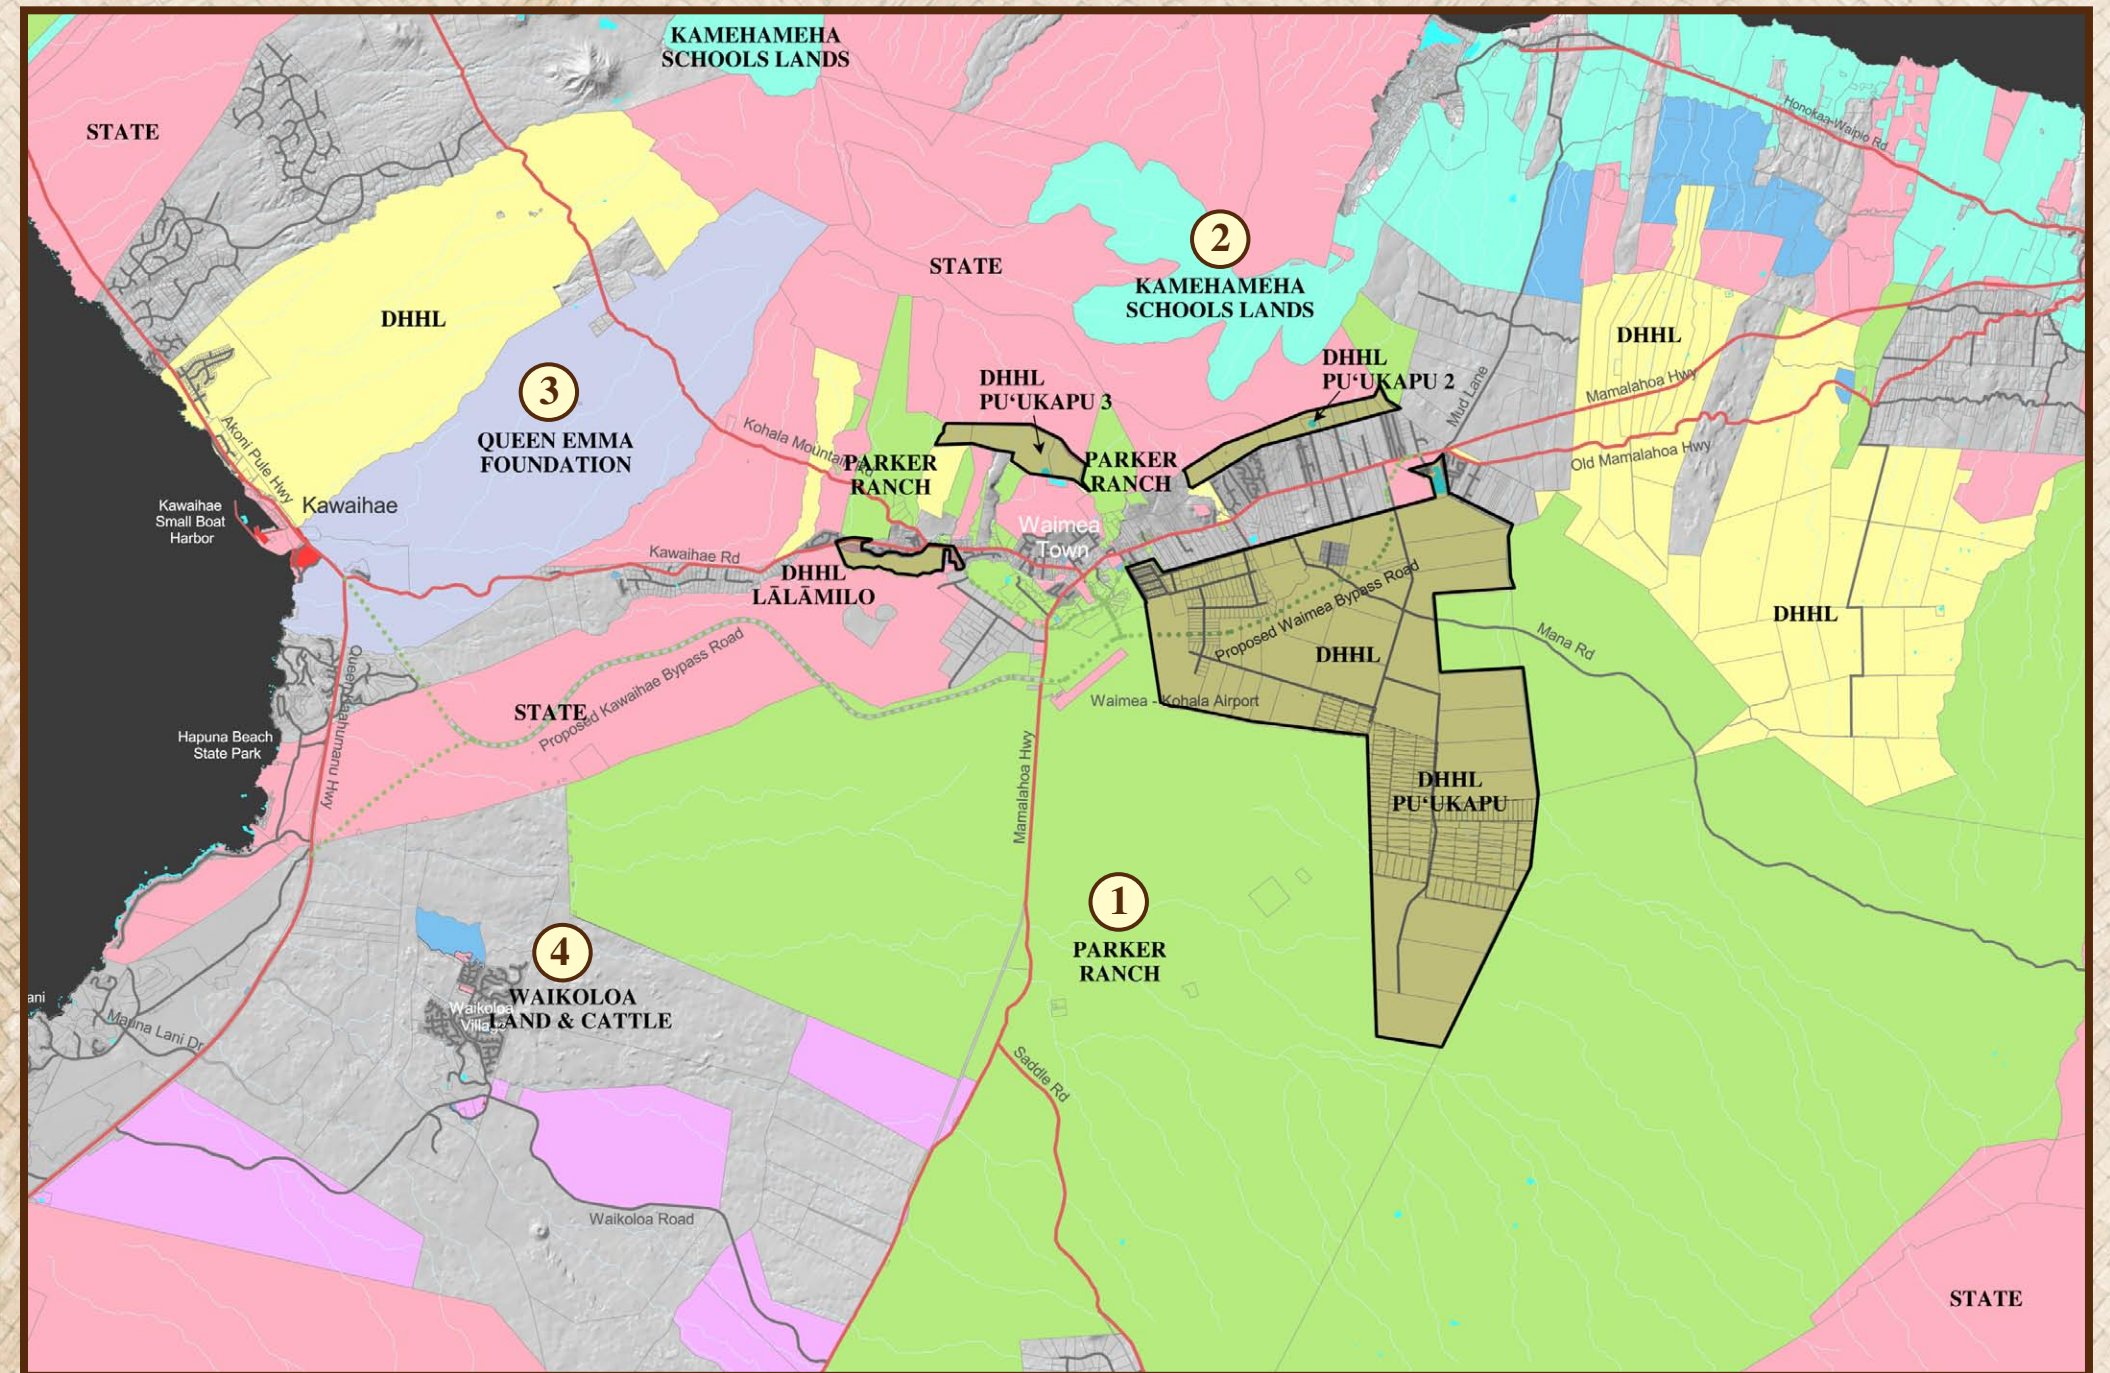 KAMEHAMEHA
SCHOOLS LANDS
STATE
Honokaa-Waipio Rd
2
STATE
KAMEHAMEHA
SCHOOLS LANDS
DHHL
DHHL
3
QUEEN EMMA
FOUNDATION
DHHL
PU‘UKAPU 3
DHHL
PU‘UKAPU 2
Mud Lane
Mamalahoa Hwy
Old Mamalahoa Hwy
Akoni Pule Hwy
Kohala Mountain Rd
PARKER
RANCH
PARKER
RANCH
Kawaihae
Kawaihae
Small Boat
Harbor
Waimea
Town
Kawaihae Rd
DHHL
LĀLĀMILO
Proposed Waimea Bypass Road
DHHL
DHHL
Mana Rd
Queen Kaahumanu Hwy
Proposed Kawaihae Bypass Road
STATE
Waimea - Kohala Airport
Hapuna Beach
State Park
Mamalahoa Hwy
DHHL
PU‘UKAPU
1
PARKER
RANCH
4
WAIKOLOA
LAND & CATTLE
Waikoloa
Village
ani
Mauna Lani Dr
Saddle Rd
Waikoloa Road
STATE